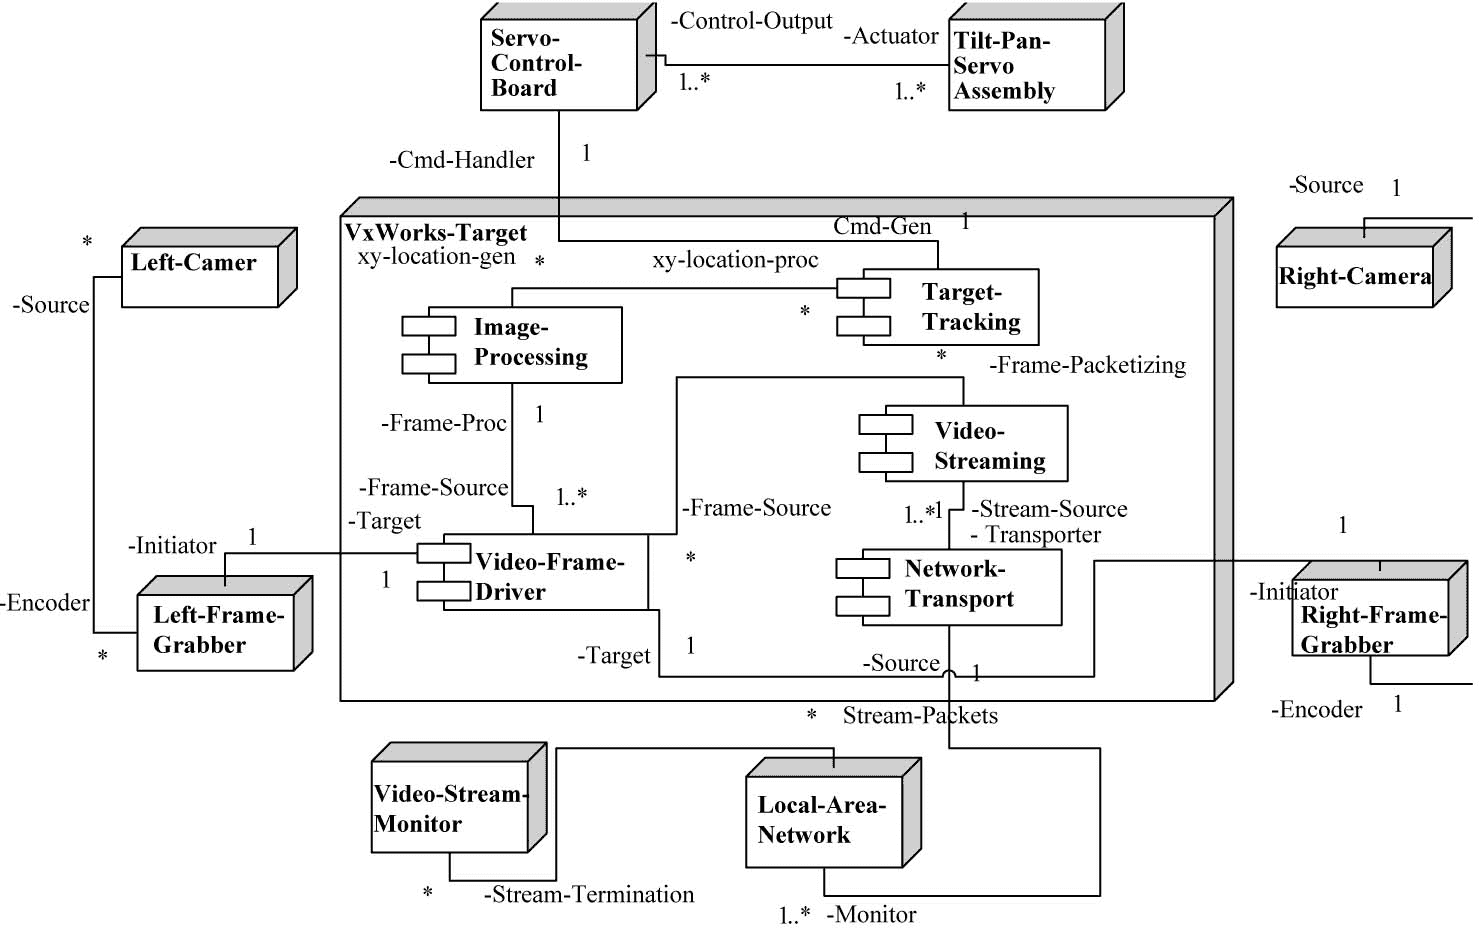 -Control-Output
Servo-
Control-
Board
-Actuator
Tilt-Pan-
Servo
Assembly
1..*
1..*
-Cmd-Handler
1
-Source
1
*
Left-Camer
VxWorks-Target
Cmd-Gen
1
xy-location-gen
*
xy-location-proc
Right-Camera
-Source
Target-
Tracking
*
Image-
Processing
*
-Frame-Packetizing
-Frame-Proc
1
Video-
Streaming
-Frame-Source
1..*
-Frame-Source
1..*
1
-Stream-Source
-Target
- Transporter
1
-Initiator
1
*
Video-Frame-
Driver
1
Network-
Transport
-Initiator
-Encoder
Left-Frame-
Grabber
*
Right-Frame-
Grabber
-Target
1
-Source
1
-Encoder
1
*
Stream-Packets
Video-Stream-
Monitor
Local-Area-
Network
*
-Stream-Termination
1..*
-Monitor